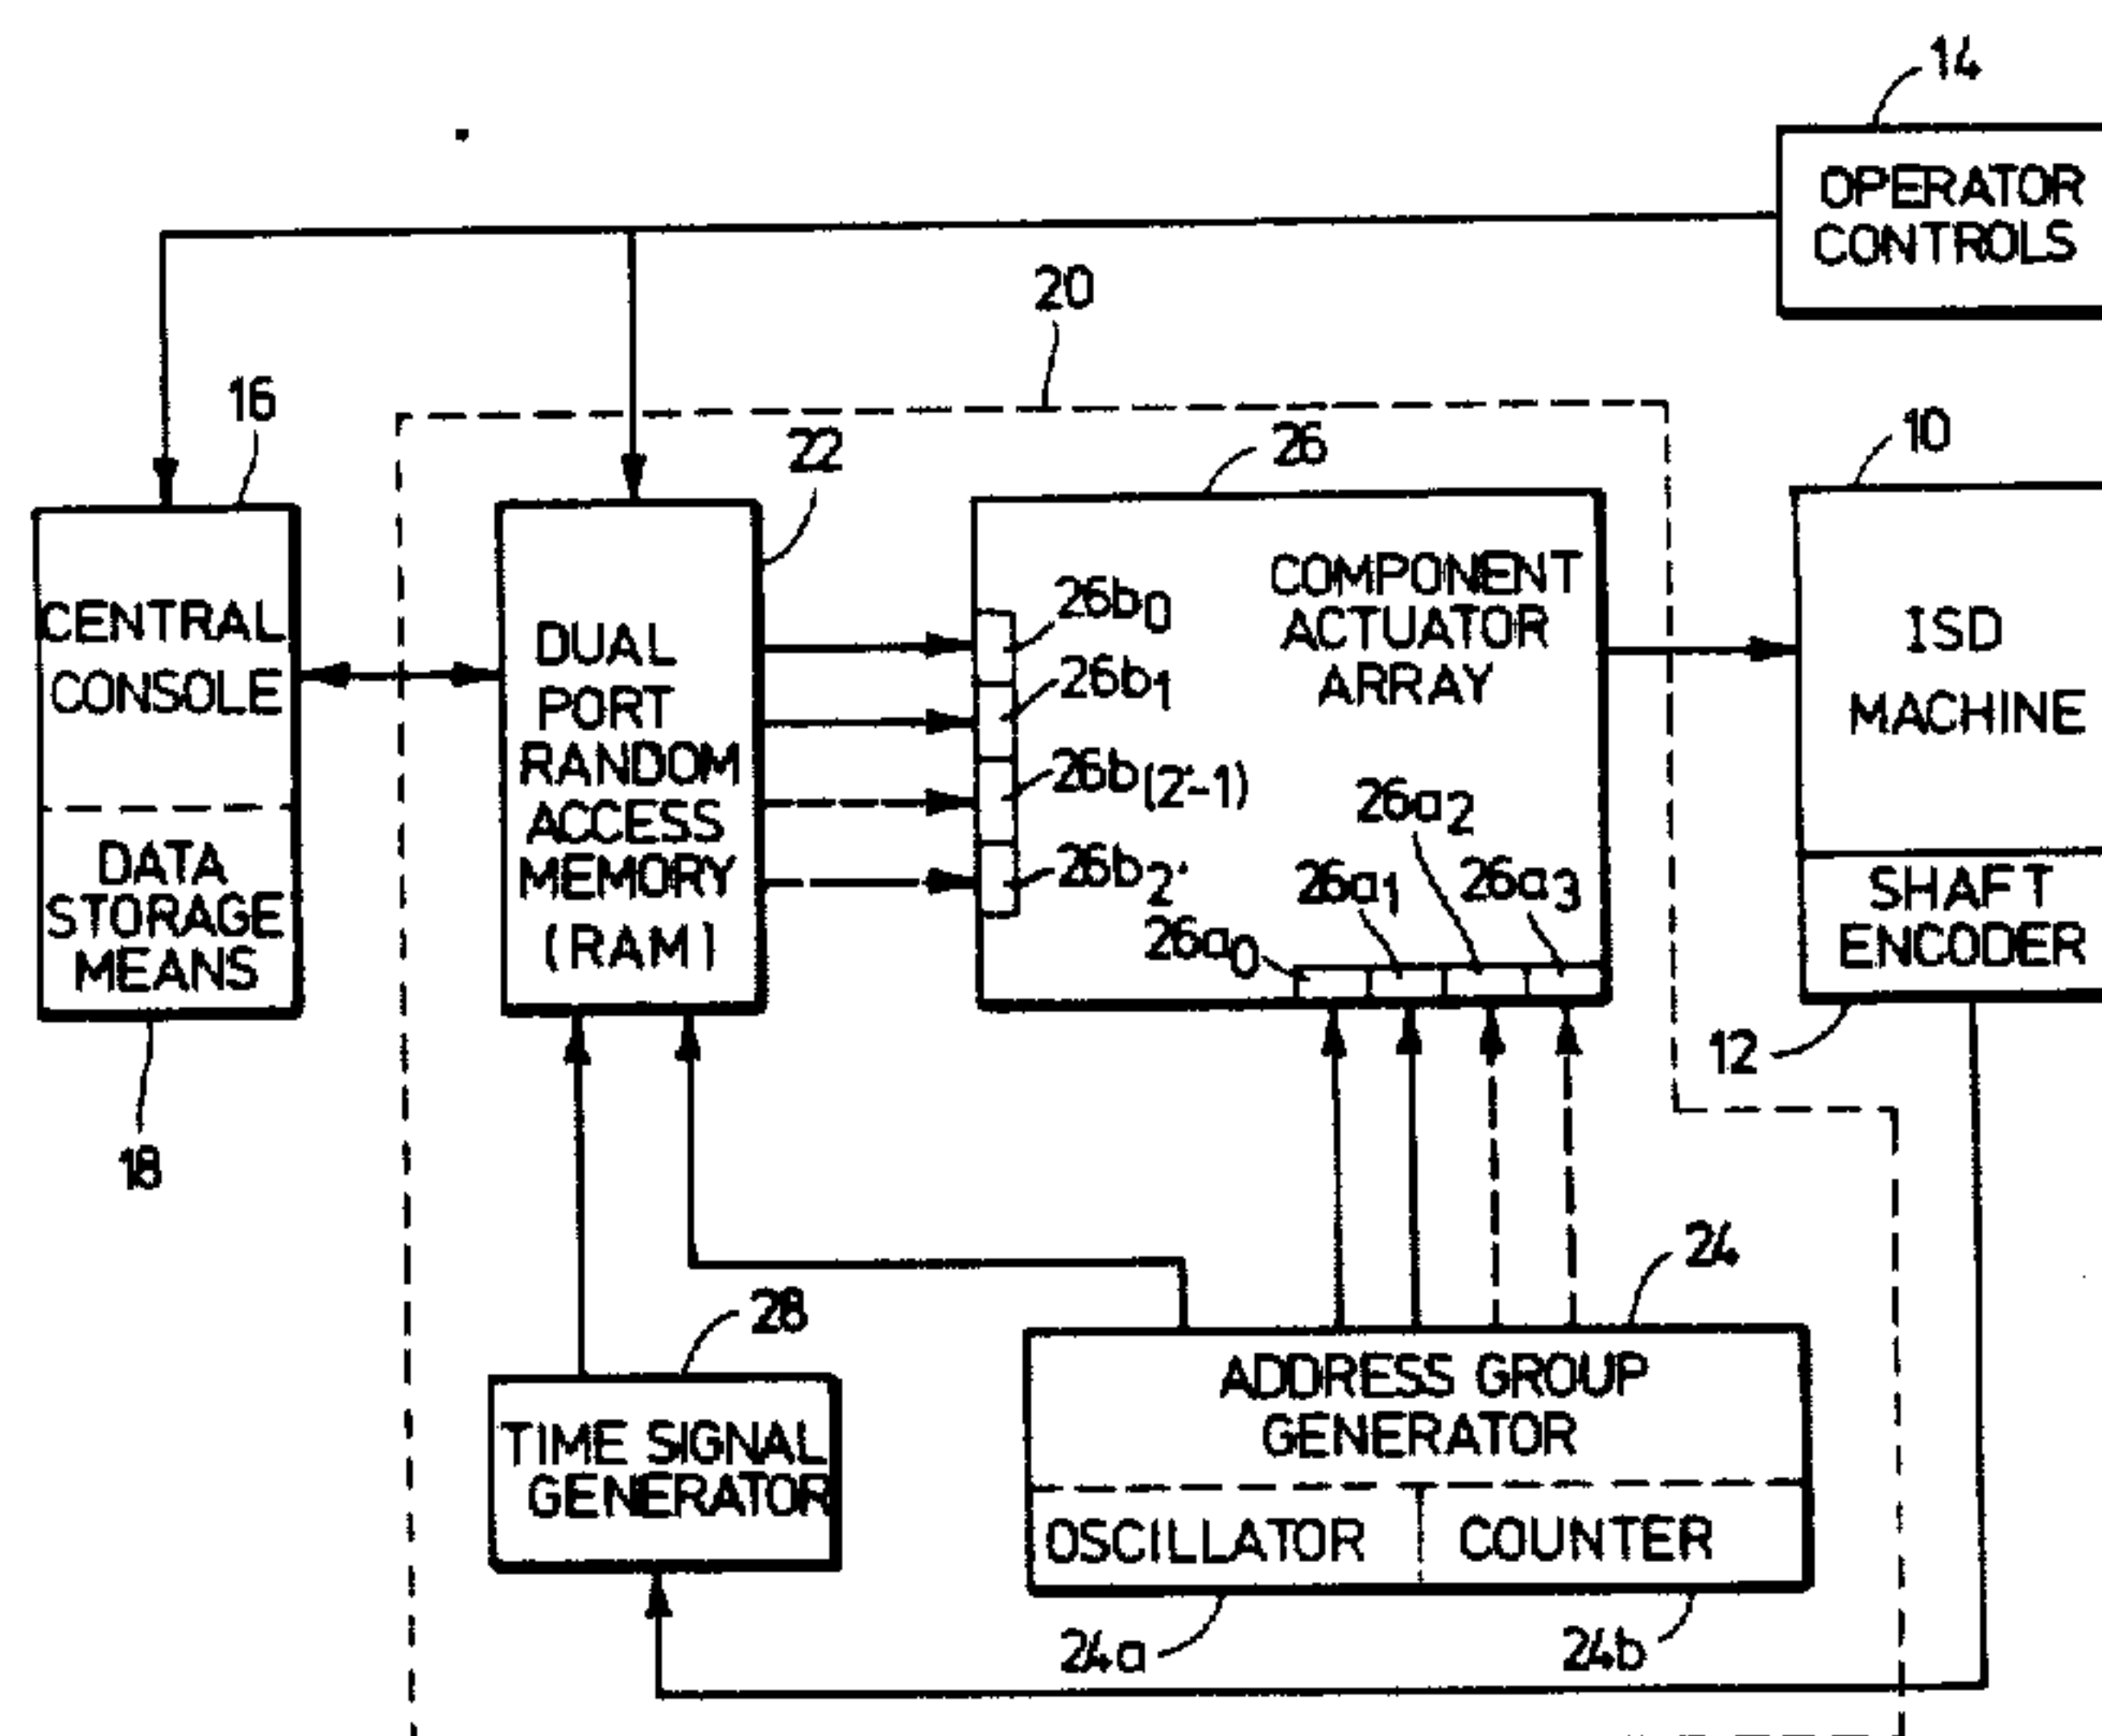 14
OPERATOR
CONTROLS
20
16
22
26
10
CENTRAL
CONSOLE
DATA
STORAGE
MEANS
18
DUAL
PORT
RANDOM
ACCESS
MEMORY
(RAM)
26b0
26b1
26b(2'-1)
26b2'
COMPONENT
ACTUATOR
ARRAY
26a0
26a1
26a2
26a3
ISD
MACHINE
SHAFT
ENCODER
12
24
28
TIME SIGNAL
GENERATOR
ADDRESS GROUP
GENERATOR
OSCILLATOR
COUNTER
24a
24b